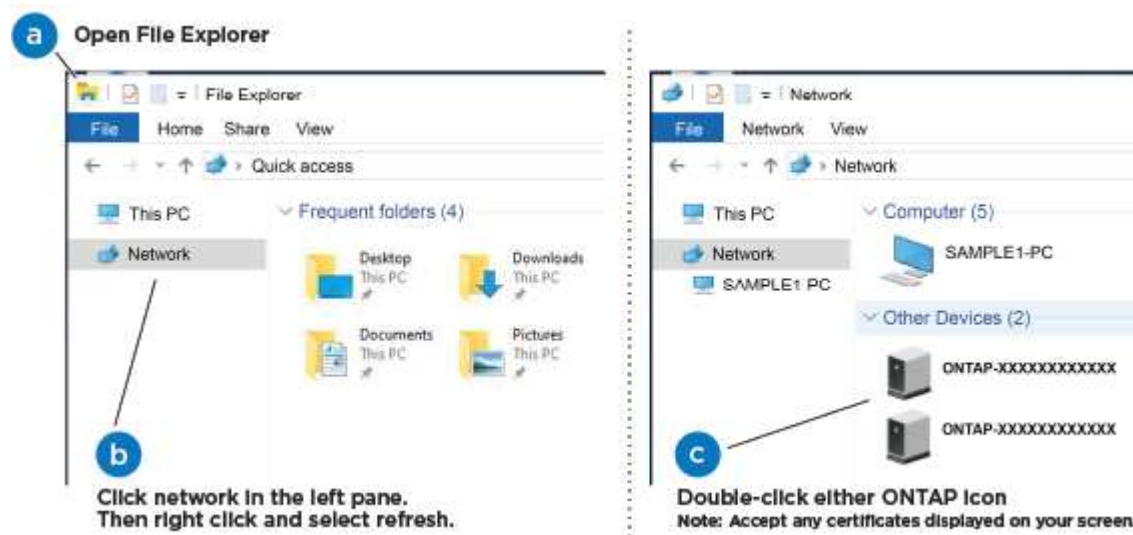 a Open File Explorer
File Explorer
File Home Share View
Quick access
This PC
Network
Frequent folders (4)
Desktop
This PC
Downloads
This PC
Documents
This PC
Pictures
This PC
b
Click network in the left pane.
Then right click and select refresh.
Network
File Network View
Network
This PC
Network
SAMPLE1 PC
Computer (5)
SAMPLE1-PC
Other Devices (2)
ONTAP-XXXXXXXXXXXX
ONTAP-XXXXXXXXXXXX
c
Double-click either ONTAP icon
Note: Accept any certificates displayed on your screen.